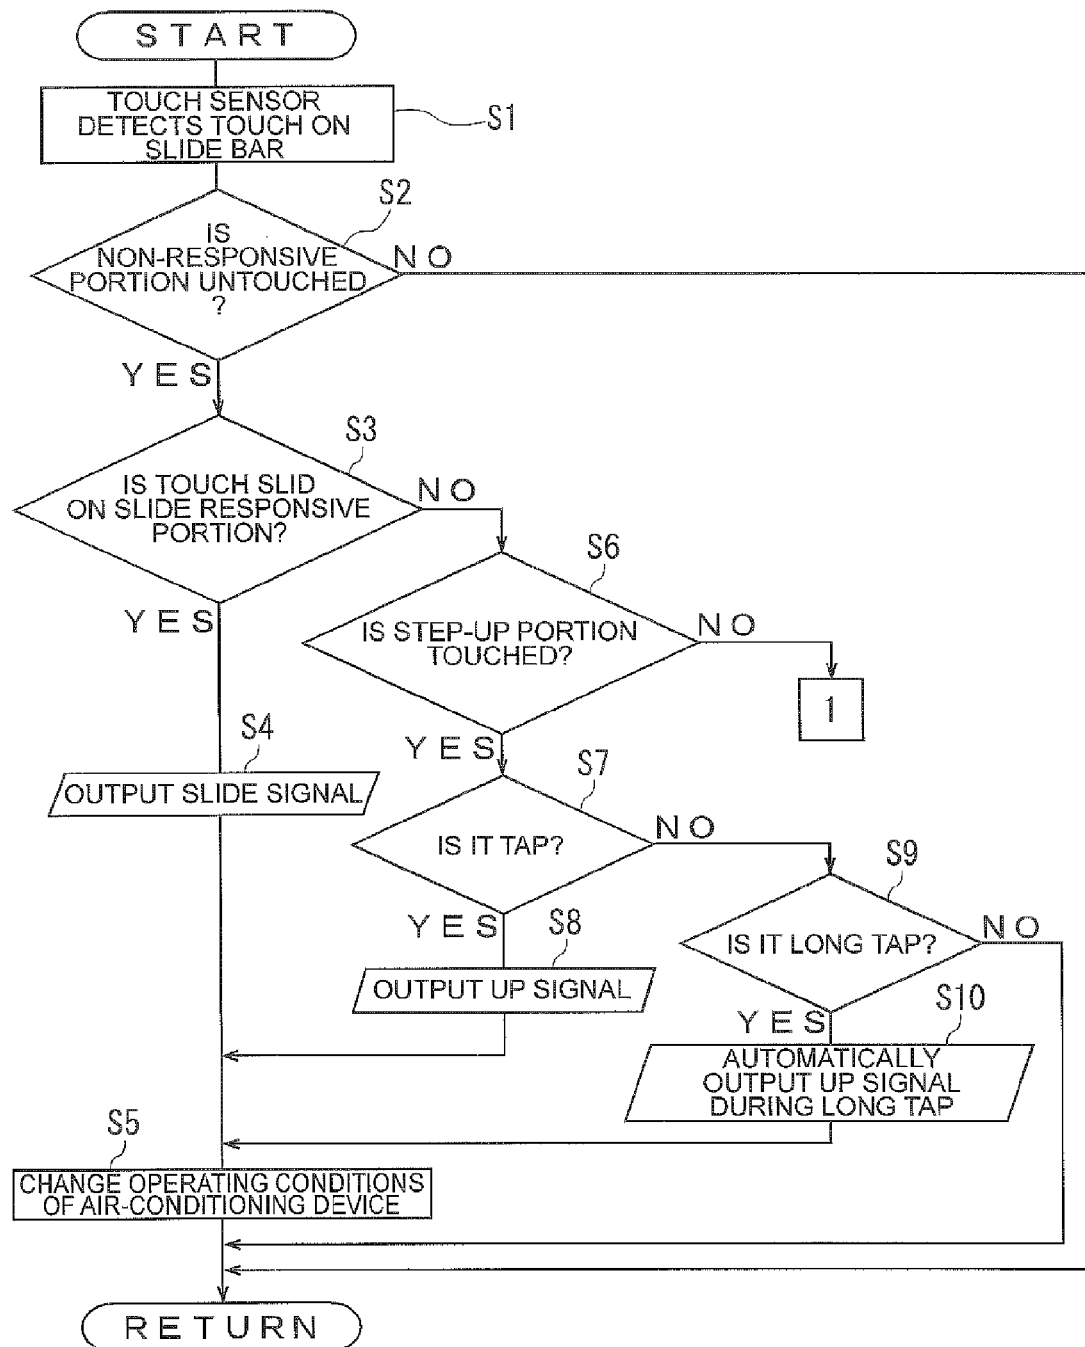 START
TOUCH SENSOR
DETECTS TOUCH ON
SLIDE BAR
S1
S2
IS
NON-RESPONSIVE
PORTION UNTOUCHED
?
NO
YES
S3
IS TOUCH SLID
ON SLIDE RESPONSIVE
PORTION?
NO
YES
S6
IS STEP-UP PORTION
TOUCHED?
NO
1
YES
S4
OUTPUT SLIDE SIGNAL
S7
IS IT TAP?
NO
YES
S9
IS IT LONG TAP?
NO
S8
OUTPUT UP SIGNAL
YES
S10
AUTOMATICALLY
OUTPUT UP SIGNAL
DURING LONG TAP
S5
CHANGE OPERATING CONDITIONS
OF AIR-CONDITIONING DEVICE
RETURN